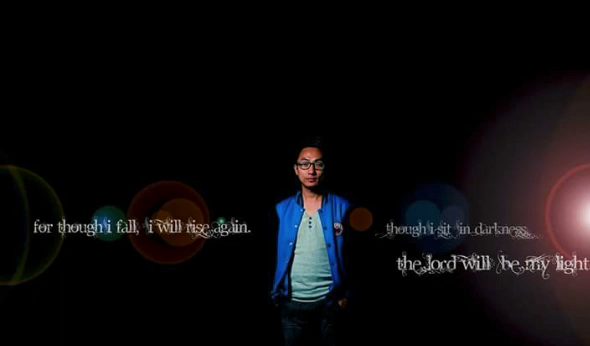 for though i fall, i will rise again.
though i sit in darkness,
the lord will be my light